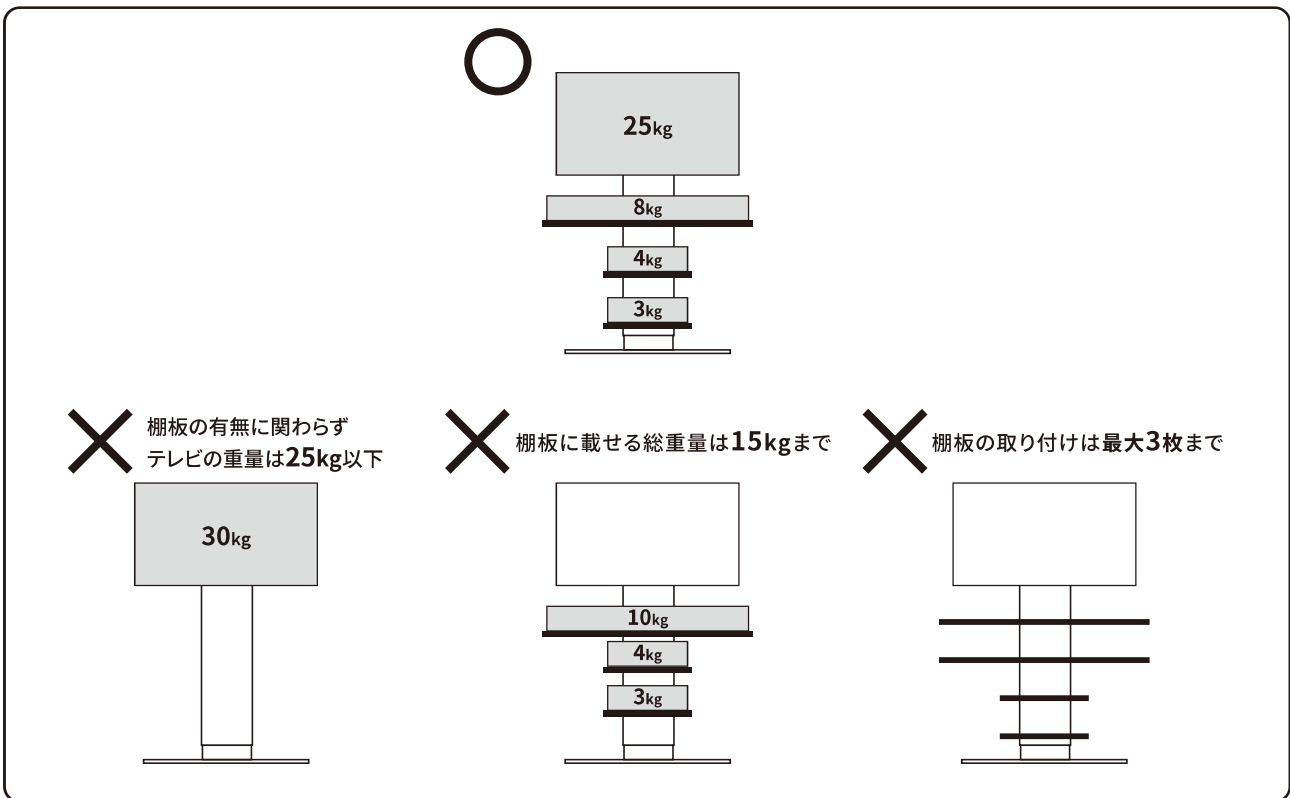 25kg
8kg
4kg
3kg
棚板の有無に関わらず
テレビの重量は25kg以下
30kg
棚板に載せる総重量は15kgまで
10kg
4kg
3kg
棚板の取り付けは最大3枚まで